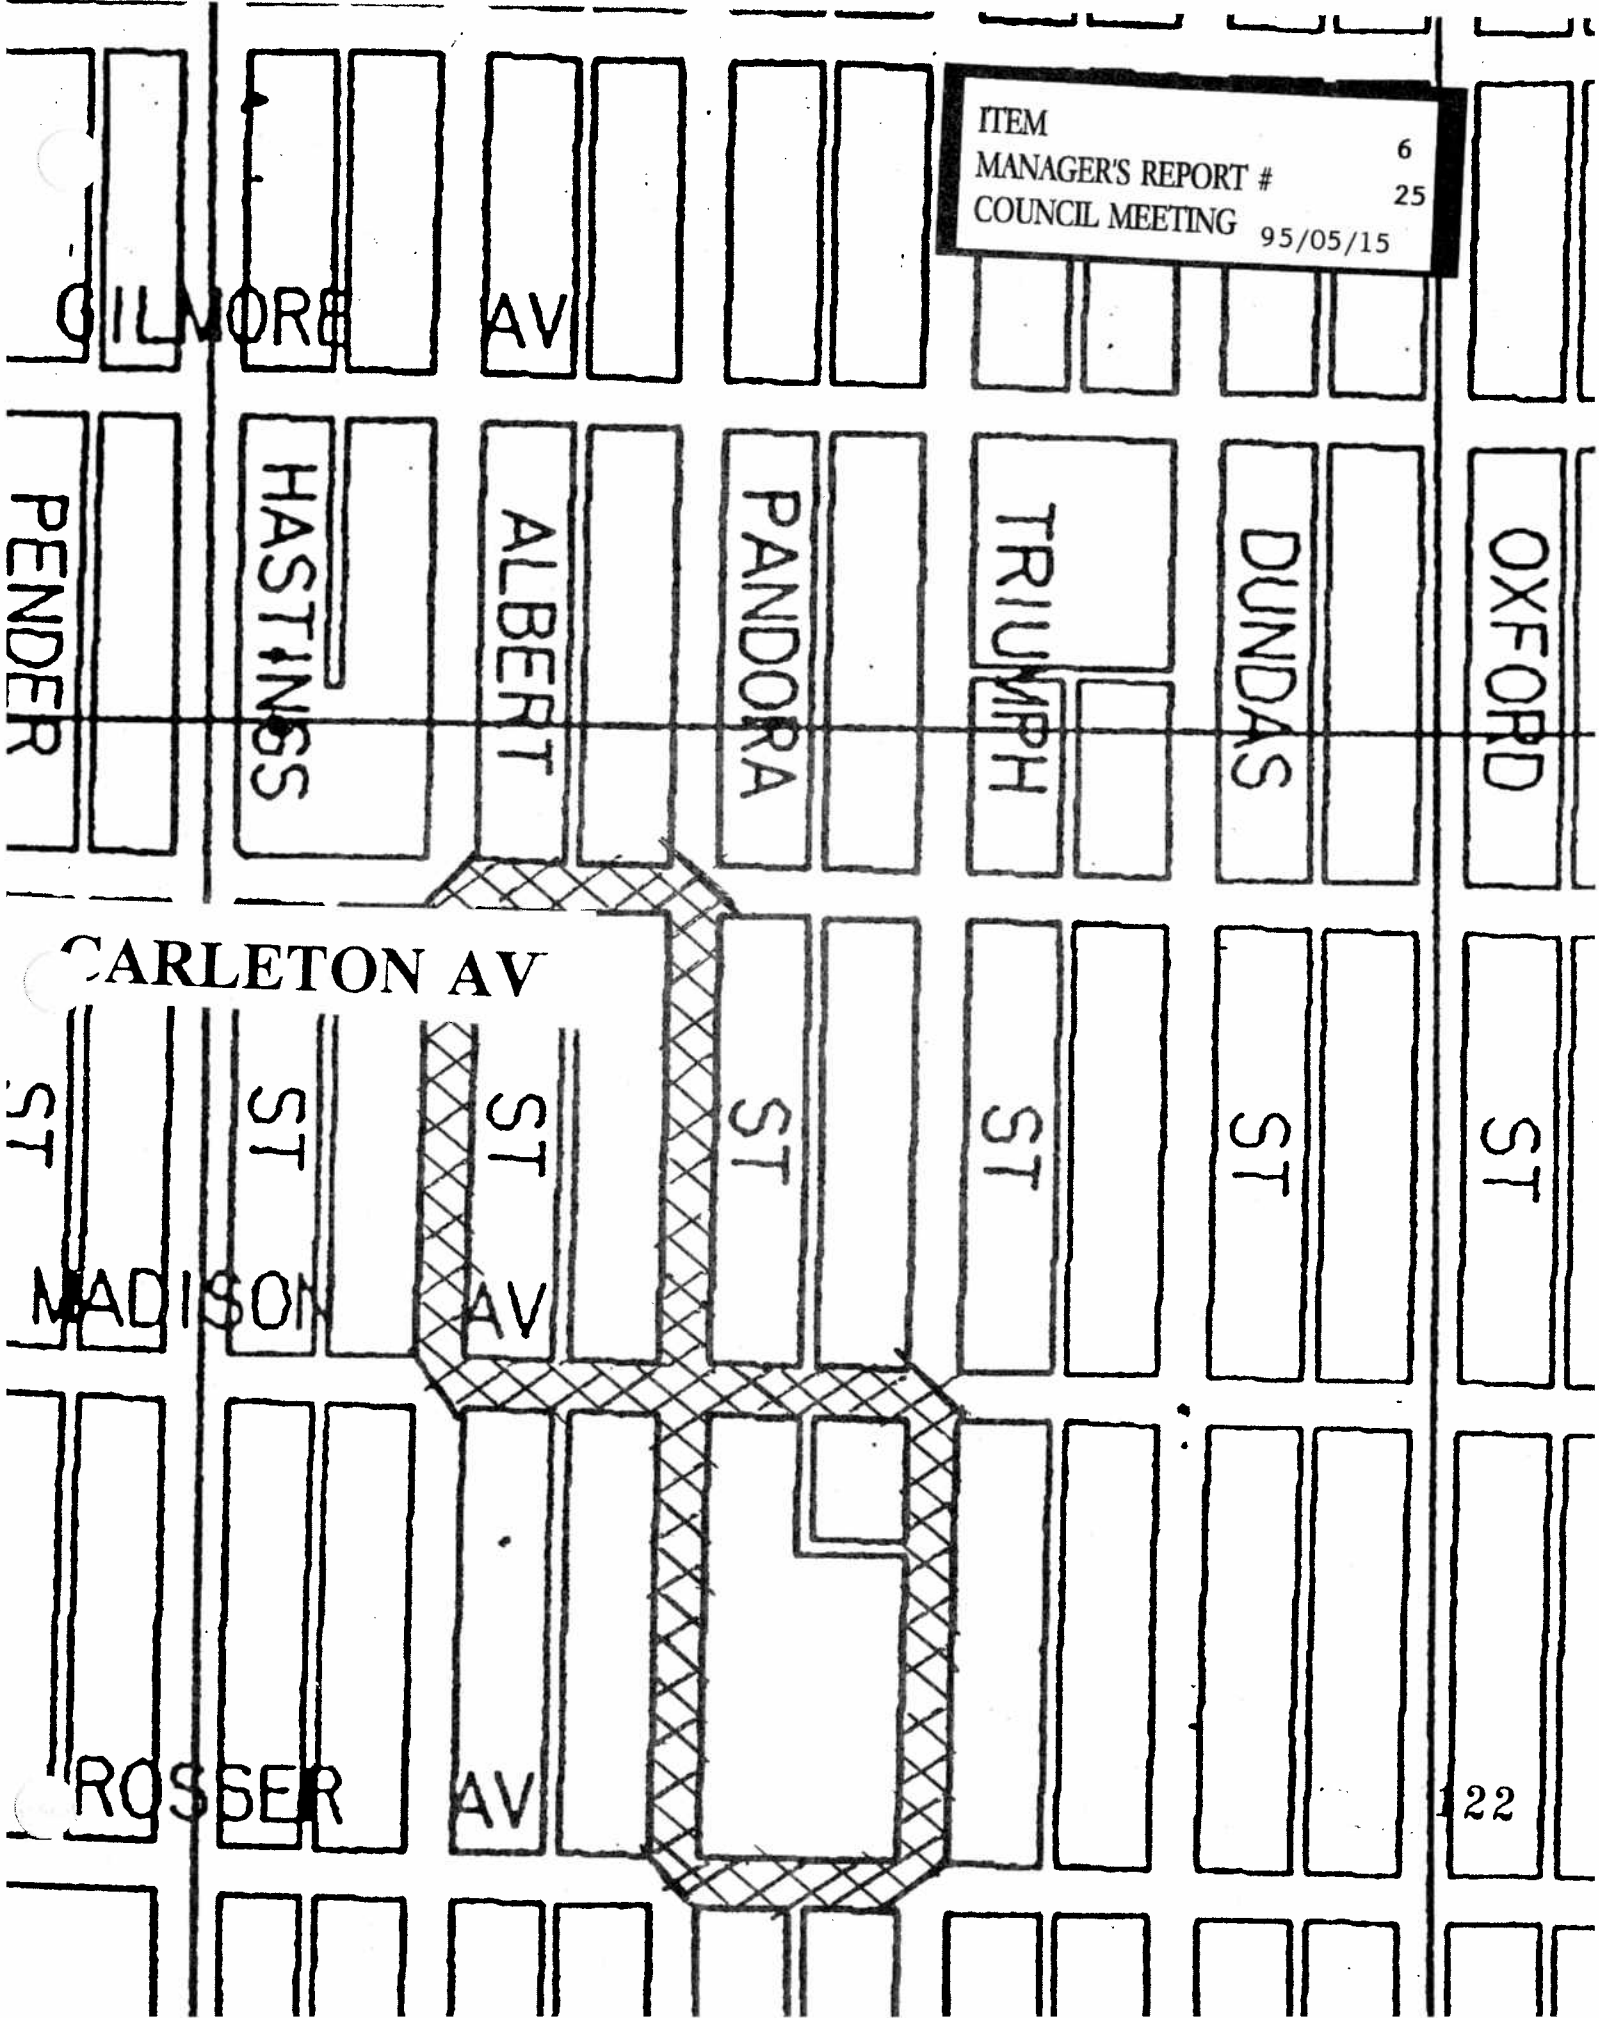 ITEM 6
MANAGER'S REPORT # 25
COUNCIL MEETING 95/05/15
GILMORE AV
PENDER ST
HASTINGS ST
ALBERT ST
PANDORA ST
TRIUMPH ST
DUNDAS ST
OXFORD ST
CARLETON AV
MADISON AV
ROSSER AV
122